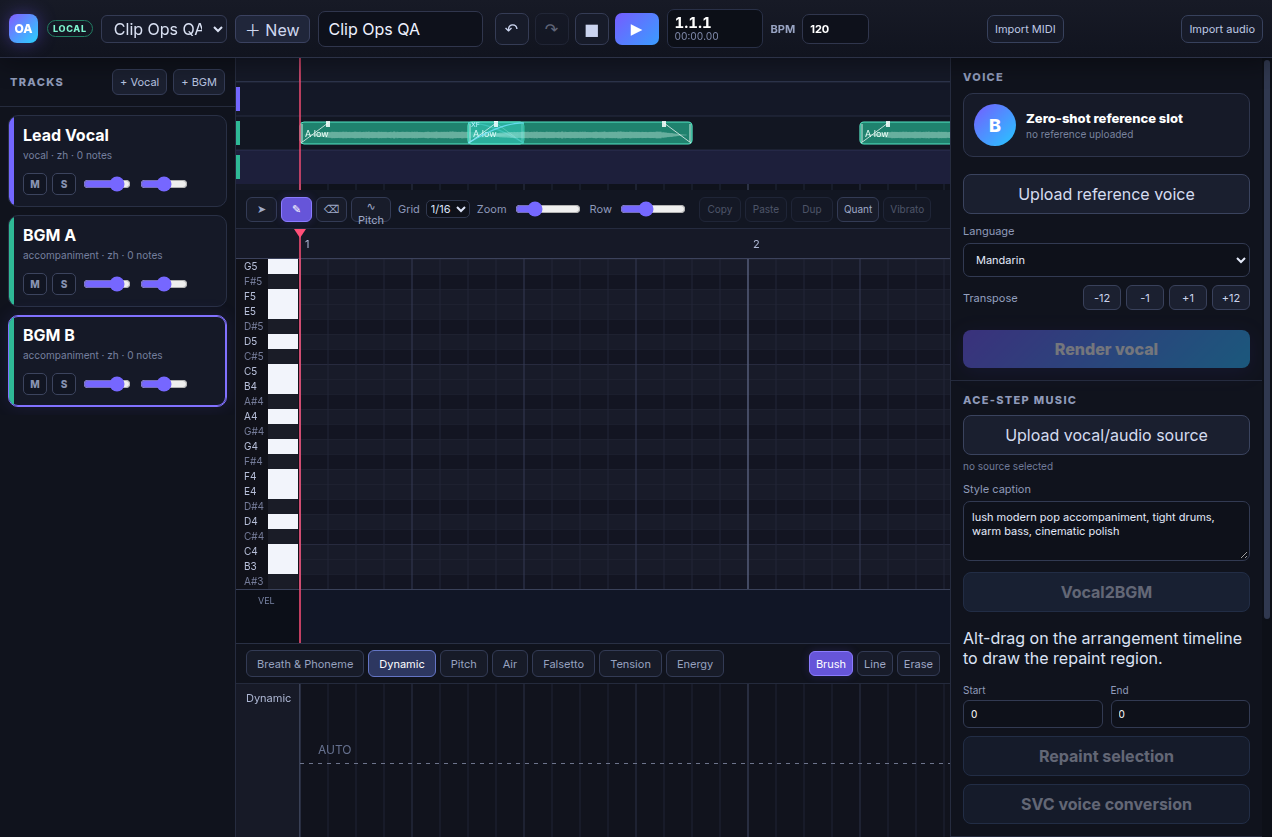 OA LOCAL Clip Ops QA + New Clip Ops QA 1.1.1 BPM 120 Import MIDI Import audio
00:00.00
TRACKS + Vocal + BGM
Lead Vocal
vocal · zh · 0 notes
M S
BGM A
accompaniment · zh · 0 notes
M S
BGM B
accompaniment · zh · 0 notes
M S
A low A low A low
Pitch Grid 1/16 Zoom Row Copy Paste Dup Quant Vibrato
1 2
G5
F#5
F5
E5
D#5
D5
C#5
C5
B4
A#4
A4
G#4
G4
F#4
F4
E4
D#4
D4
C#4
C4
B3
A#3
VEL
Breath & Phoneme Dynamic Pitch Air Falsetto Tension Energy Brush Line Erase
Dynamic
AUTO
VOICE
B Zero-shot reference slot
no reference uploaded
Upload reference voice
Language
Mandarin
Transpose -12 -1 +1 +12
Render vocal
ACE-STEP MUSIC
Upload vocal/audio source
no source selected
Style caption
lush modern pop accompaniment, tight drums,
warm bass, cinematic polish
Vocal2BGM
Alt-drag on the arrangement timeline
to draw the repaint region.
Start End
0 0
Repaint selection
SVC voice conversion